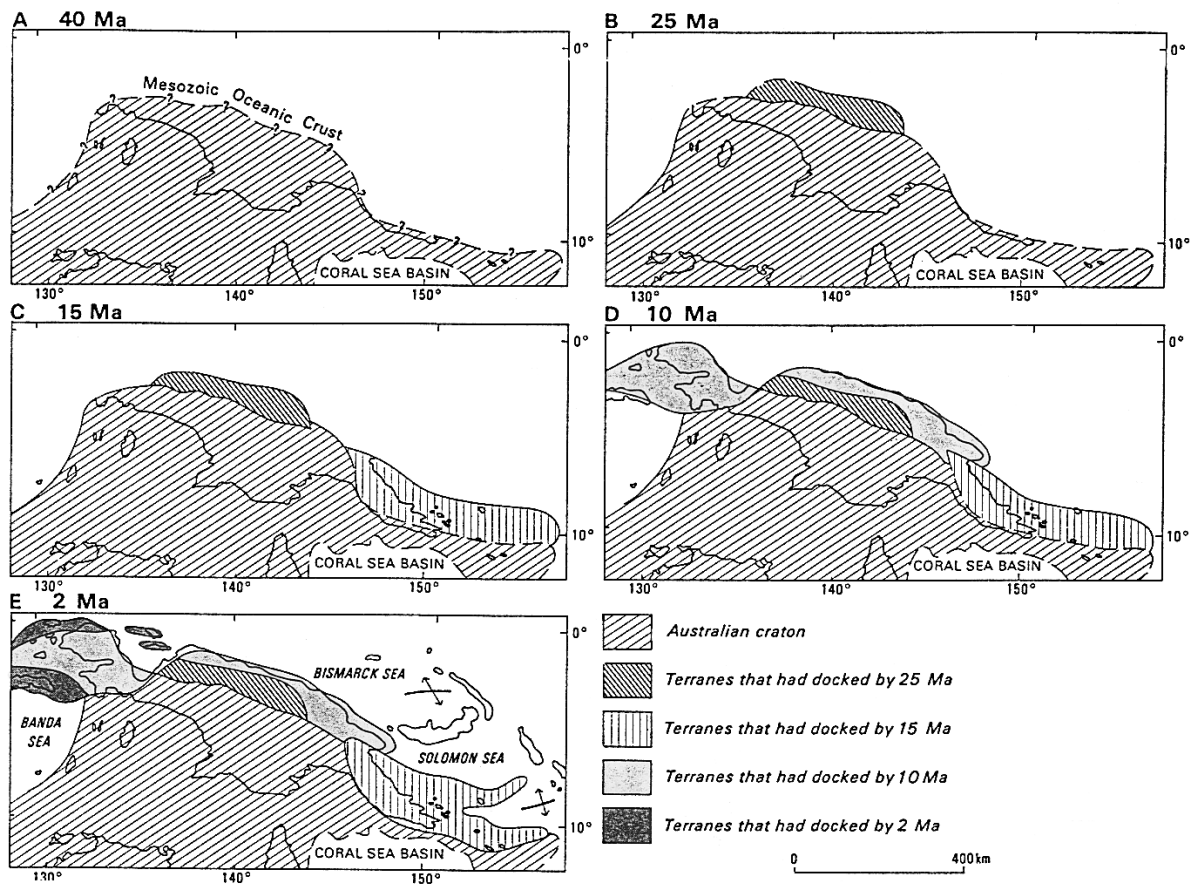 A 40 Ma
0°
Mesozoic Oceanic Crust
? ? ? ? ? ? ? ? ? ? ? ?
10°
CORAL SEA BASIN
130° 140° 150°
B 25 Ma
0°
10°
CORAL SEA BASIN
130° 140° 150°
C 15 Ma
0°
10°
CORAL SEA BASIN
130° 140° 150°
D 10 Ma
0°
10°
CORAL SEA BASIN
130° 140° 150°
E 2 Ma
0°
BISMARCK SEA
BANDA
SEA
SOLOMON SEA
10°
CORAL SEA BASIN
130° 140° 150°
Australian craton
Terranes that had docked by 25 Ma
Terranes that had docked by 15 Ma
Terranes that had docked by 10 Ma
Terranes that had docked by 2 Ma
0 400km